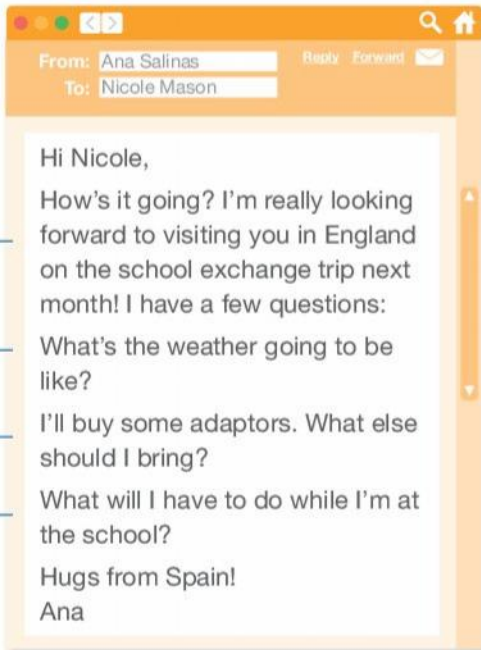 From: Ana Salinas
Reply Forward
To: Nicole Mason
Hi Nicole,
How's it going? I'm really looking
forward to visiting you in England
on the school exchange trip next
month! I have a few questions:
What's the weather going to be
like?
I'll buy some adaptors. What else
should I bring?
What will I have to do while I'm at
the school?
Hugs from Spain!
Ana